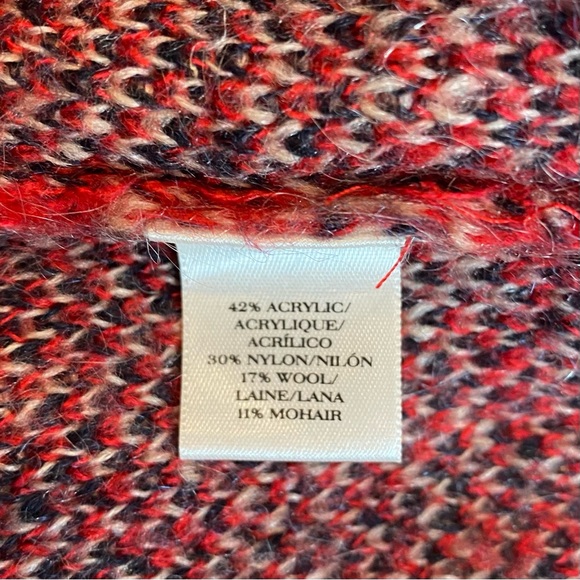 42% ACRYLIC/
ACRYLIQUE/
ACRÍLICO
30% NYLON/NILÓN
17% WOOL/
LAINE/LANA
11% MOHAIR